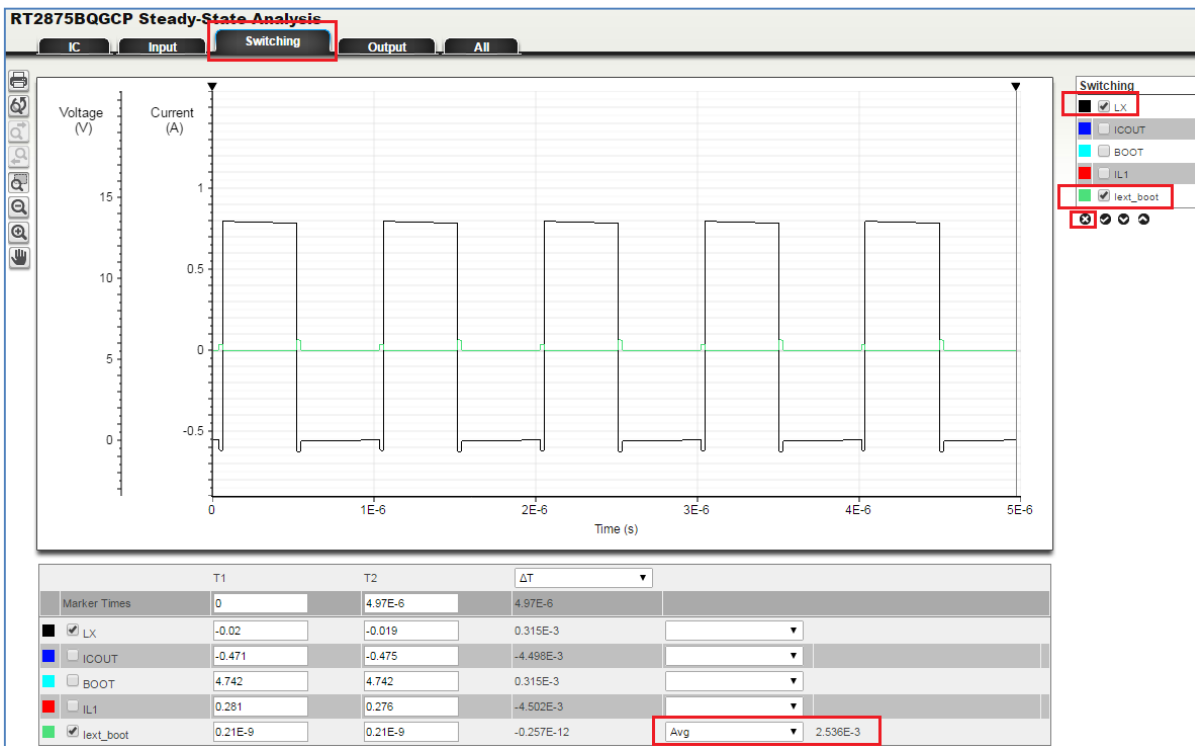 RT2875BQGCP Steady-State Analysis
IC Input Switching Output All
Voltage (V)
Current (A)
15
10
5
0
1
0.5
0
-0.5
0 1E-6 2E-6 3E-6 4E-6 5E-6
Time (s)
Switching
LX
ICOUT
BOOT
IL1
Iext_boot
T1 T2 ΔT
Marker Times 0 4.97E-6 4.97E-6
LX -0.02 -0.019 0.315E-3
ICOUT -0.471 -0.475 -4.498E-3
BOOT 4.742 4.742 0.315E-3
IL1 0.281 0.276 -4.502E-3
Iext_boot 0.21E-9 0.21E-9 -0.257E-12 Avg 2.536E-3